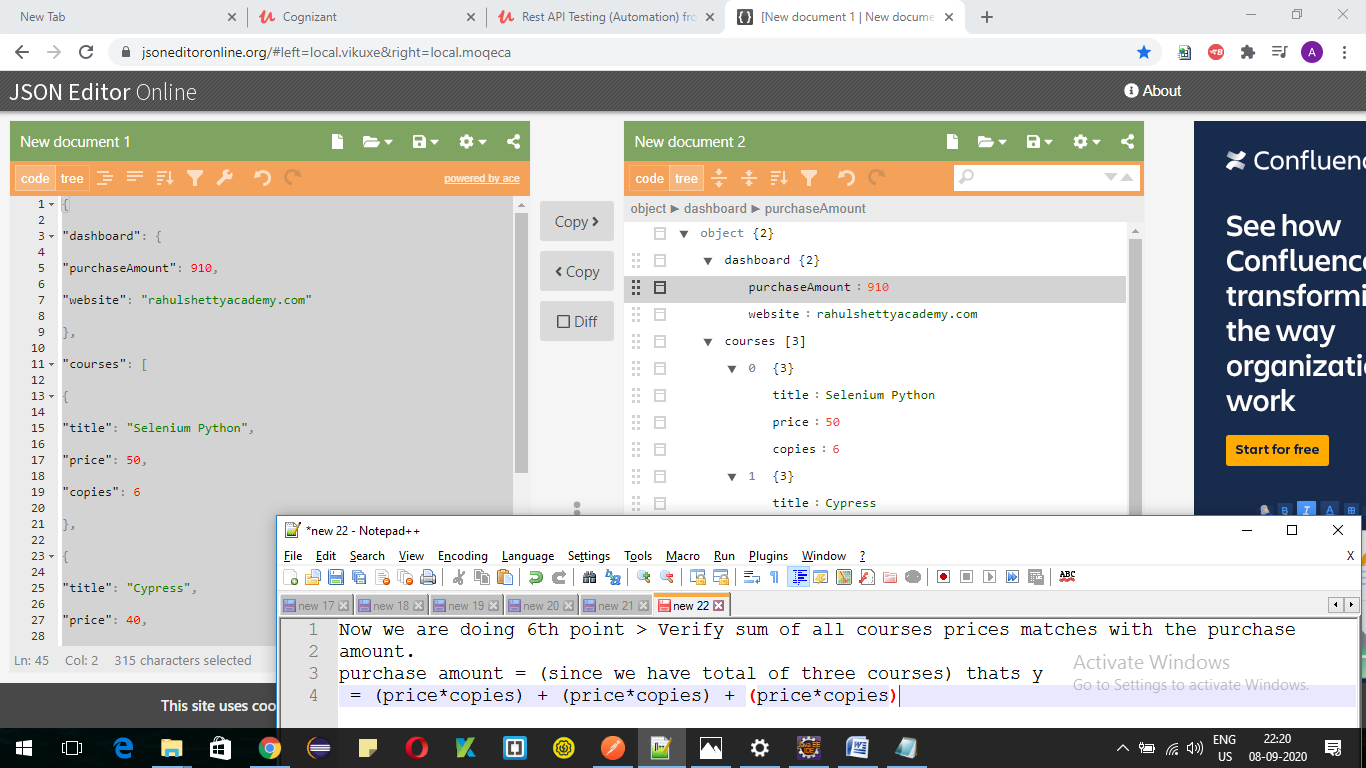 New Tab
Cognizant
Rest API Testing (Automation) fro
[New document 1 | New docume
jsoneditoronline.org/#left=local.vikuxe&right=local.moqeca
A
JSON Editor Online
About
New document 1
code tree
powered by ace
1 {
2
3 "dashboard": {
4
5 "purchaseAmount": 910,
6
7 "website": "rahulshettyacademy.com"
8
9 },
10
11 "courses": [
12
13 {
14
15 "title": "Selenium Python",
16
17 "price": 50,
18
19 "copies": 6
20
21 },
22
23 {
24
25 "title": "Cypress",
26
27 "price": 40,
28
Ln: 45 Col: 2 315 characters selected
Copy >
< Copy
Diff
New document 2
code tree
object ► dashboard ► purchaseAmount
object {2}
dashboard {2}
purchaseAmount : 910
website : rahulshettyacademy.com
courses [3]
0 {3}
title : Selenium Python
price : 50
copies : 6
1 {3}
title : Cypress
Confluenc
See how
Confluenc
transformi
the way
organizati
work
Start for free
This site uses coo
*new 22 - Notepad++
File Edit Search View Encoding Language Settings Tools Macro Run Plugins Window ?
X
ABC
new 17 new 18 new 19 new 20 new 21 new 22
1 Now we are doing 6th point > Verify sum of all courses prices matches with the purchase
2 amount.
3 purchase amount = (since we have total of three courses) thats y
4 = (price*copies) + (price*copies) + (price*copies)
Activate Windows
Go to Settings to activate Windows.
ENG
US
22:20
08-09-2020